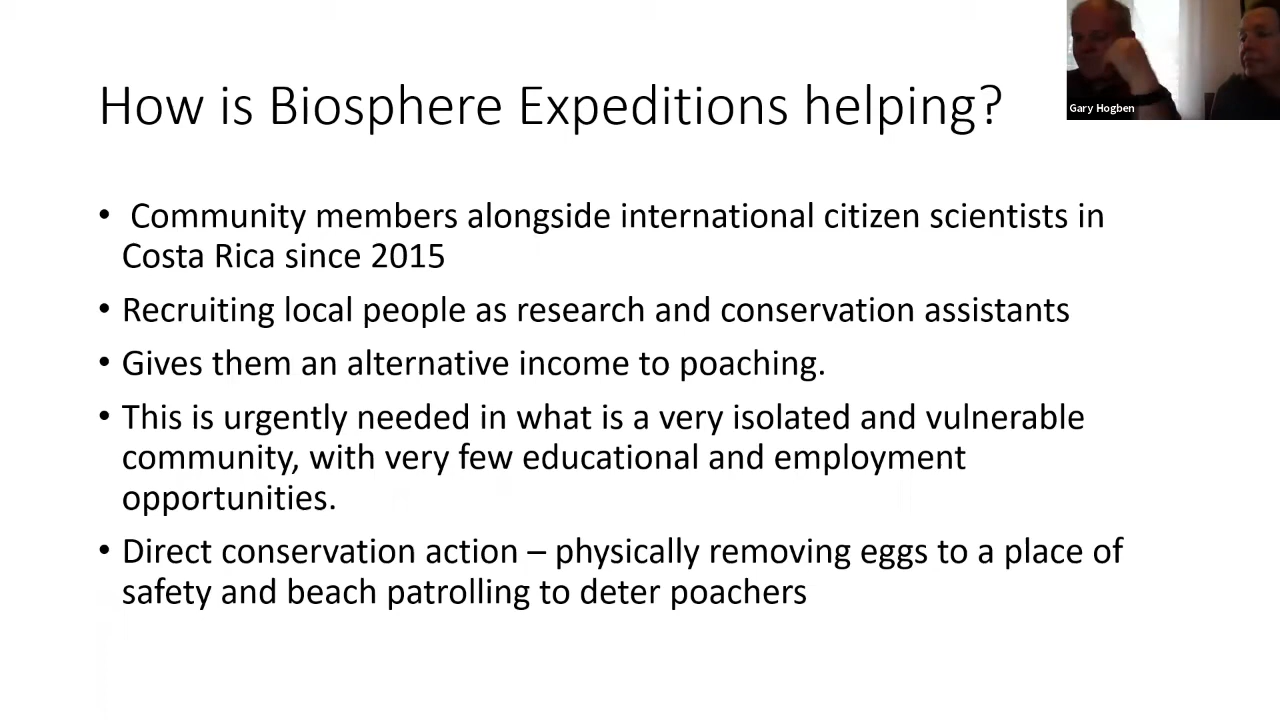 How is Biosphere Expeditions helping?
Gary Hogben
• Community members alongside international citizen scientists in
Costa Rica since 2015
• Recruiting local people as research and conservation assistants
• Gives them an alternative income to poaching.
• This is urgently needed in what is a very isolated and vulnerable
community, with very few educational and employment
opportunities.
• Direct conservation action – physically removing eggs to a place of
safety and beach patrolling to deter poachers